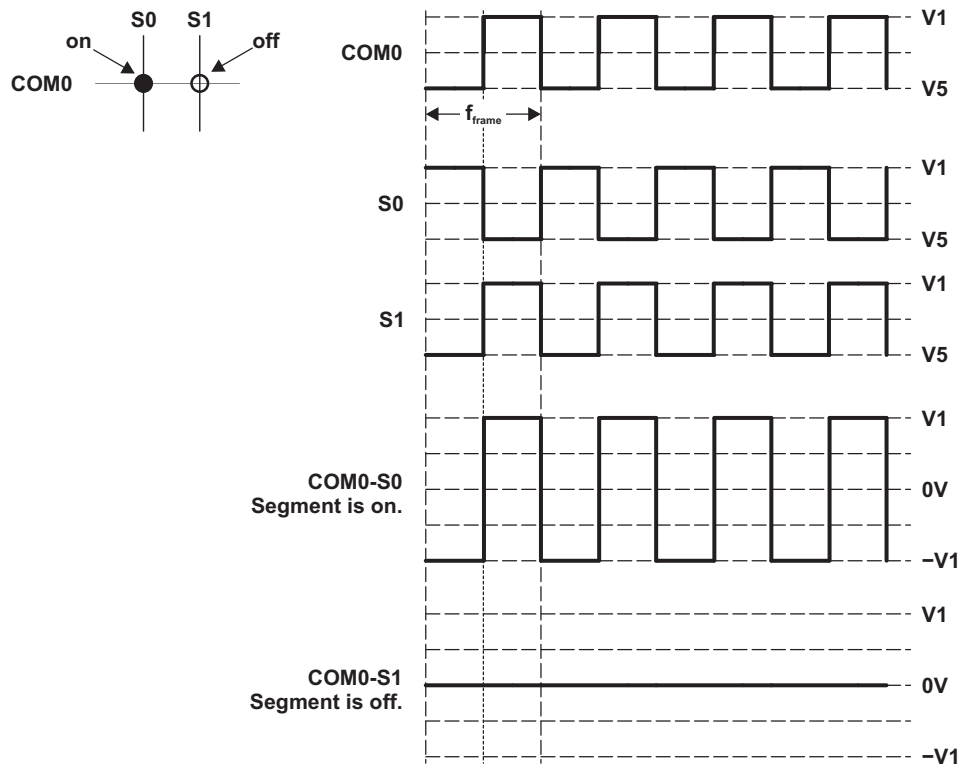 S0 S1
on
off
COM0
COM0
V1
V5
fframe
S0
V1
V5
S1
V1
V5
COM0-S0
Segment is on.
V1
0V
−V1
COM0-S1
Segment is off.
V1
0V
−V1